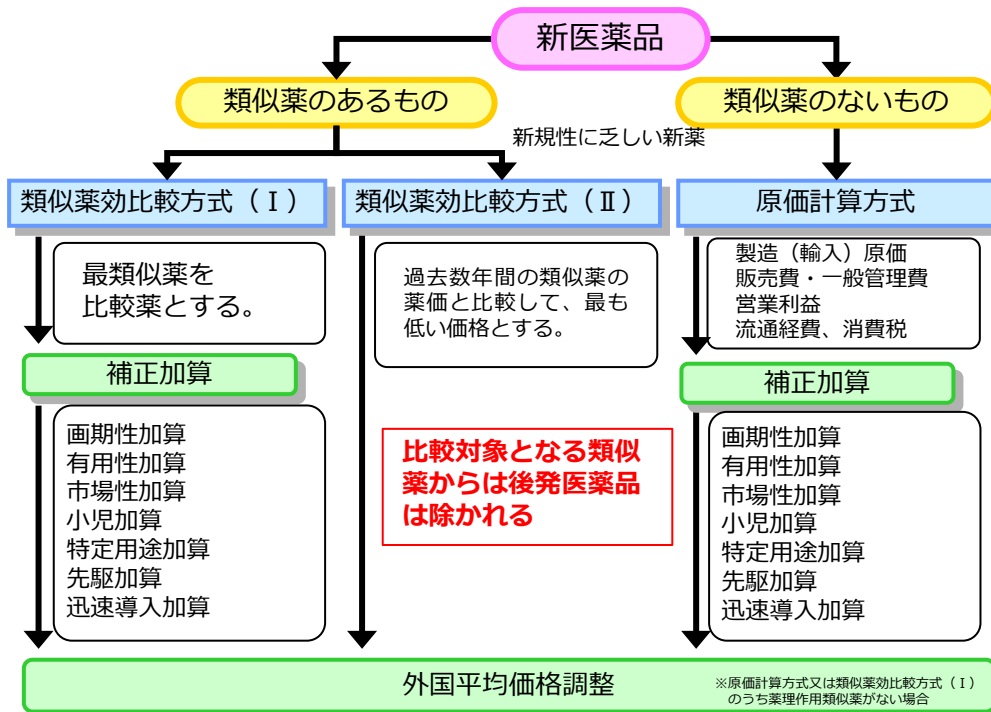 新医薬品
類似薬のあるもの
類似薬のないもの
新規性に乏しい新薬
類似薬効比較方式（Ⅰ）
類似薬効比較方式（Ⅱ）
原価計算方式
最類似薬を
比較薬とする。
過去数年間の類似薬の
薬価と比較して、最も
低い価格とする。
製造（輸入）原価
販売費・一般管理費
営業利益
流通経費、消費税
補正加算
補正加算
画期性加算
有用性加算
市場性加算
小児加算
特定用途加算
先駆加算
迅速導入加算
比較対象となる類似
薬からは後発医薬品
は除かれる
画期性加算
有用性加算
市場性加算
小児加算
特定用途加算
先駆加算
迅速導入加算
外国平均価格調整
※原価計算方式又は類似薬効比較方式（Ⅰ）
のうち薬理作用類似薬がない場合